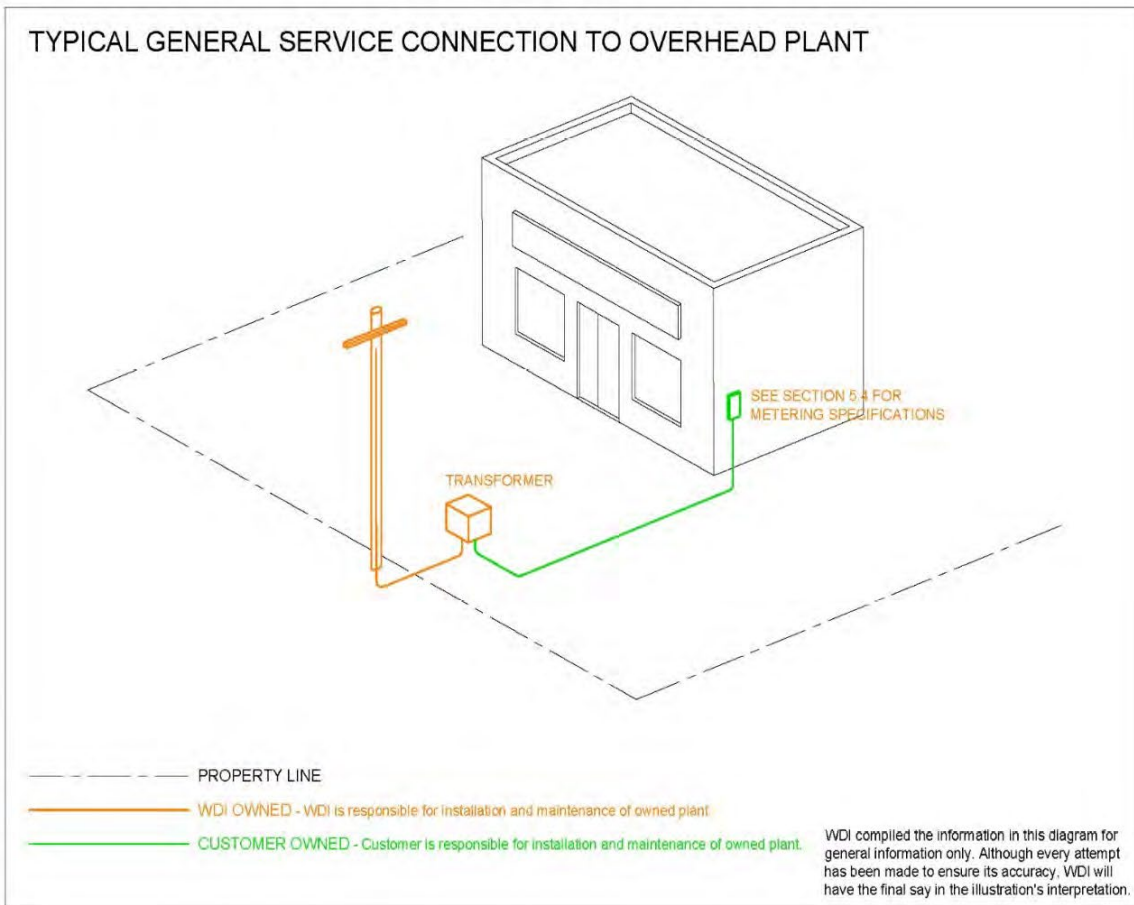 TYPICAL GENERAL SERVICE CONNECTION TO OVERHEAD PLANT
SEE SECTION 5.4 FOR
METERING SPECIFICATIONS
TRANSFORMER
PROPERTY LINE
WDI OWNED - WDI is responsible for installation and maintenance of owned plant
CUSTOMER OWNED - Customer is responsible for installation and maintenance of owned plant.
WDI compiled the information in this diagram for
general information only. Although every attempt
has been made to ensure its accuracy, WDI will
have the final say in the illustration's interpretation.